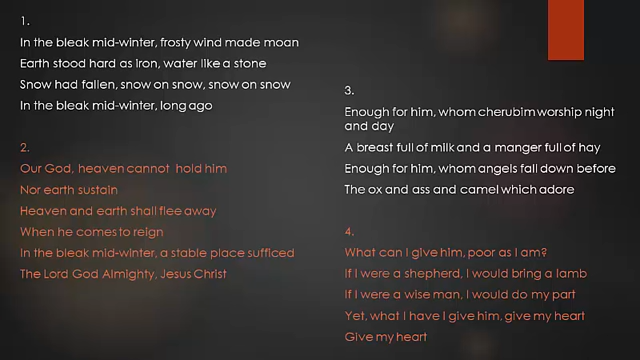 1.
In the bleak mid-winter, frosty wind made moan
Earth stood hard as iron, water like a stone
Snow had fallen, snow on snow, snow on snow
In the bleak mid-winter, long ago
2.
Our God, heaven cannot hold him
Nor earth sustain
Heaven and earth shall flee away
When he comes to reign
In the bleak mid-winter, a stable place sufficed
The Lord God Almighty, Jesus Christ
3.
Enough for him, whom cherubim worship night
and day
A breast full of milk and a manger full of hay
Enough for him, whom angels fall down before
The ox and ass and camel which adore
4.
What can I give him, poor as I am?
If I were a shepherd, I would bring a lamb
If I were a wise man, I would do my part
Yet, what I have I give him, give my heart
Give my heart